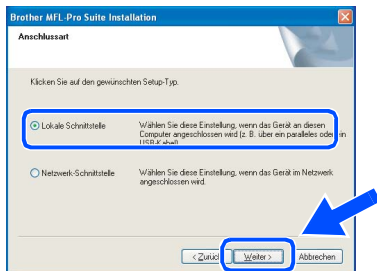 Brother MFL-Pro Suite Installation
Anschlussart
Klicken Sie auf den gewünschten Setup-Typ.
Lokale Schnittstelle
Wählen Sie diese Einstellung, wenn das Gerät an diesen
Computer angeschlossen wird (z. B. über ein paralleles oder ein
USB-Kabel).
Netzwerk-Schnittstelle
Wählen Sie diese Einstellung, wenn das Gerät im Netzwerk
angeschlossen wird.
< Zurück
Weiter >
Abbrechen